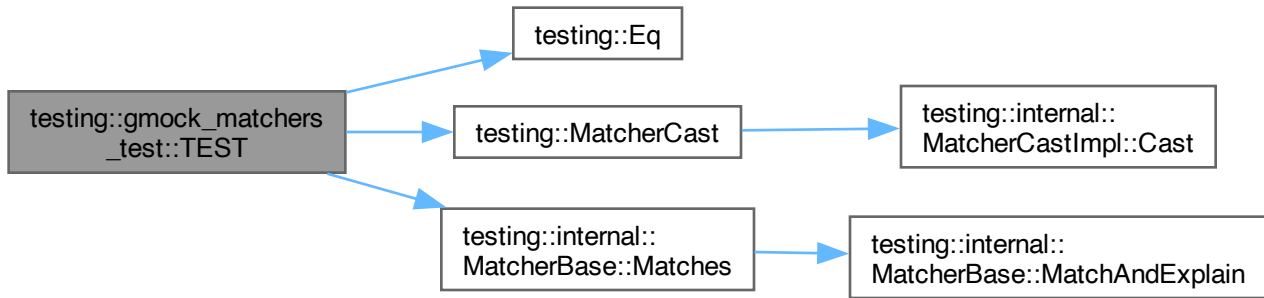 testing::gmock_matchers
_test::TEST
testing::Eq
testing::MatcherCast
testing::internal::
MatcherCastImpl::Cast
testing::internal::
MatcherBase::Matches
testing::internal::
MatcherBase::MatchAndExplain